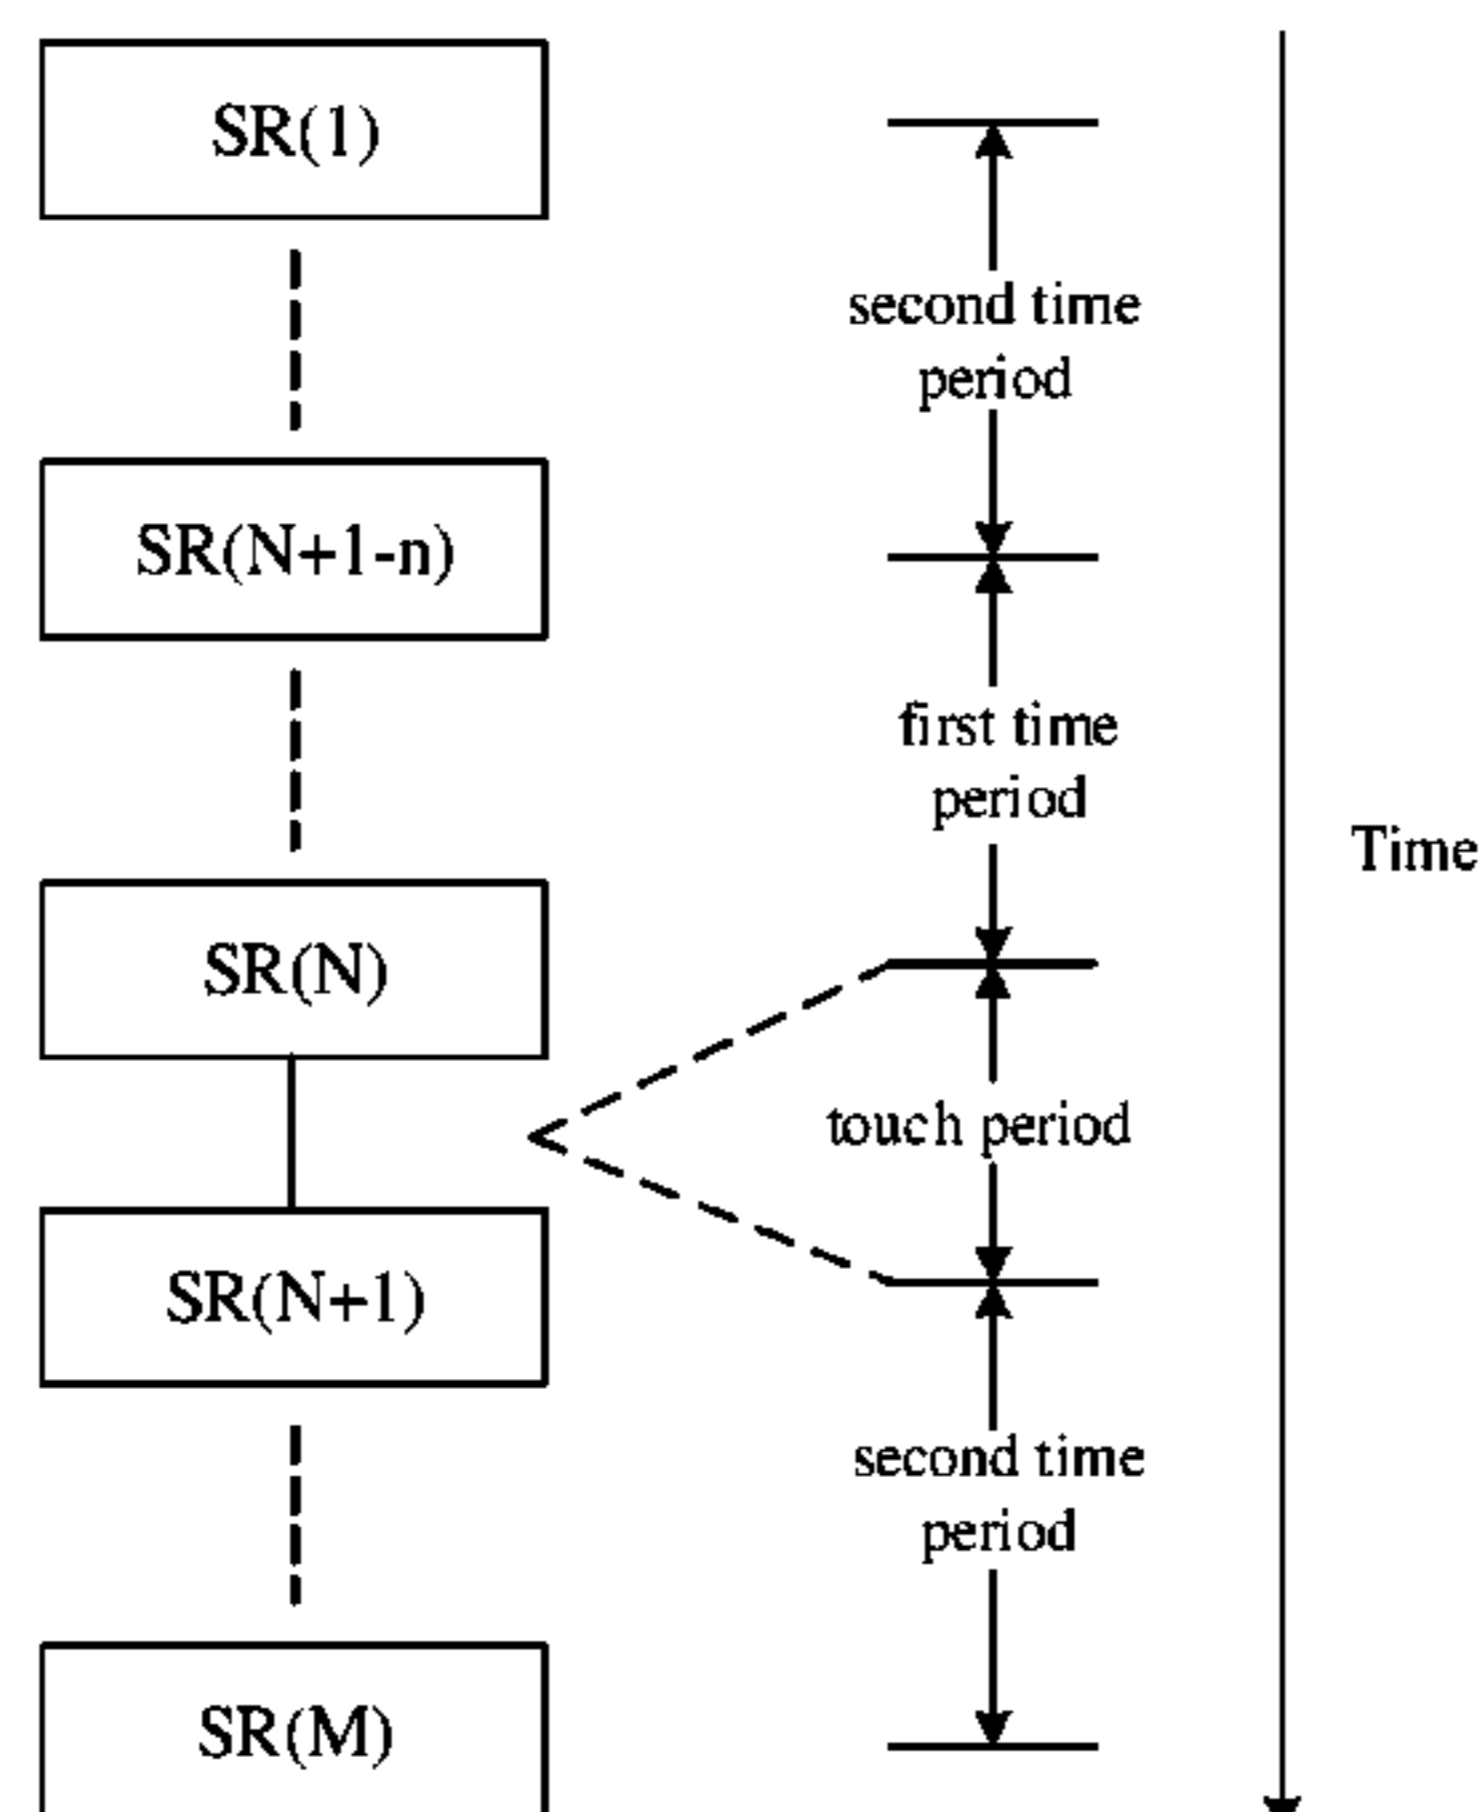 SR(1)
second time
period
SR(N+1-n)
first time
period
Time
SR(N)
touch period
SR(N+1)
second time
period
SR(M)